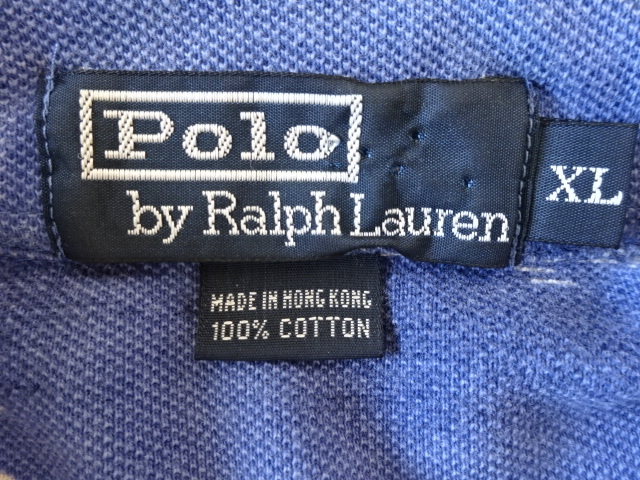 Polo
by Ralph Lauren
XL
MADE IN HONG KONG
100% COTTON